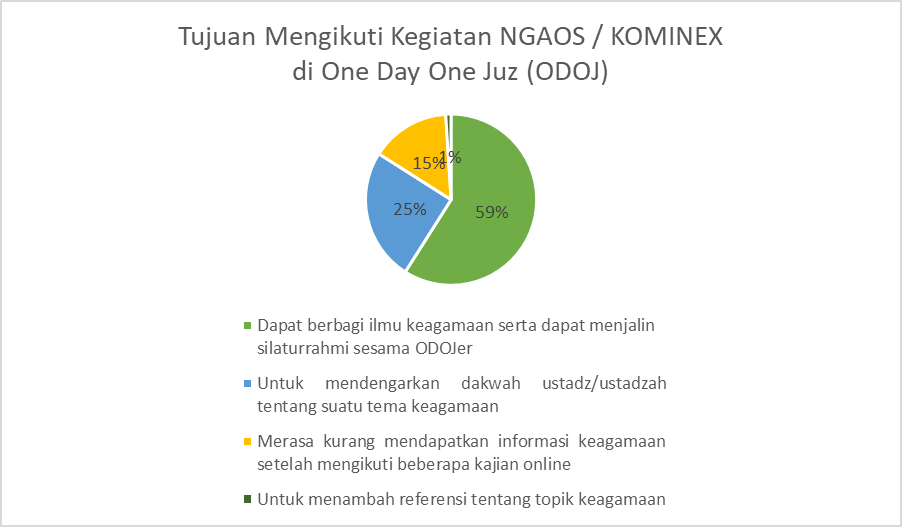 Tujuan Mengikuti Kegiatan NGAOS / KOMINEX
di One Day One Juz (ODOJ)
1%
15%
25%
59%
Dapat berbagi ilmu keagamaan serta dapat menjalin
silaturrahmi sesama ODOJer
Untuk mendengarkan dakwah ustadz/ustadzah
tentang suatu tema keagamaan
Merasa kurang mendapatkan informasi keagamaan
setelah mengikuti beberapa kajian online
Untuk menambah referensi tentang topik keagamaan